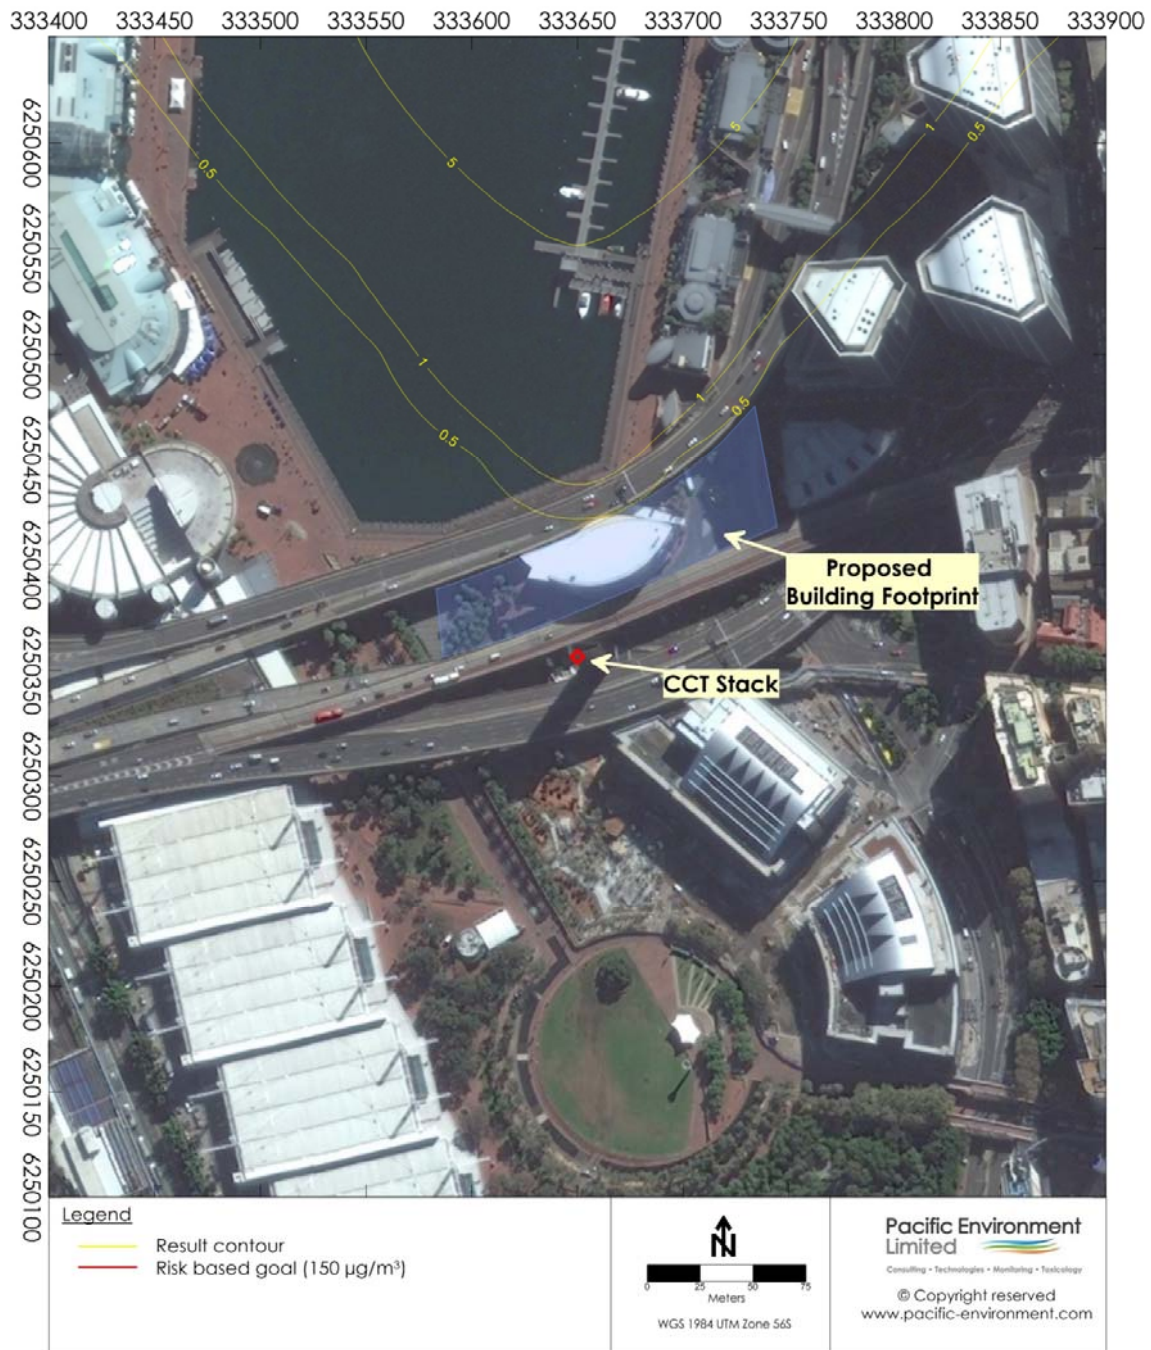 333400 333450 333500 333550 333600 333650 333700 333750 333800 333850 333900
6250600
6250550
6250500
6250450
6250400
6250350
6250300
6250250
6250200
6250150
6250100
0.5
5
5
1
0.5
1
0.5
1
0.5
Proposed
Building Footprint
CCT Stack
Legend
Result contour
Risk based goal (150 µg/m³)
N
0 25 50 75
Meters
WGS 1984 UTM Zone 56S
Pacific Environment
Limited
Consulting • Technologies • Monitoring • Toxicology
© Copyright reserved
www.pacific-environment.com